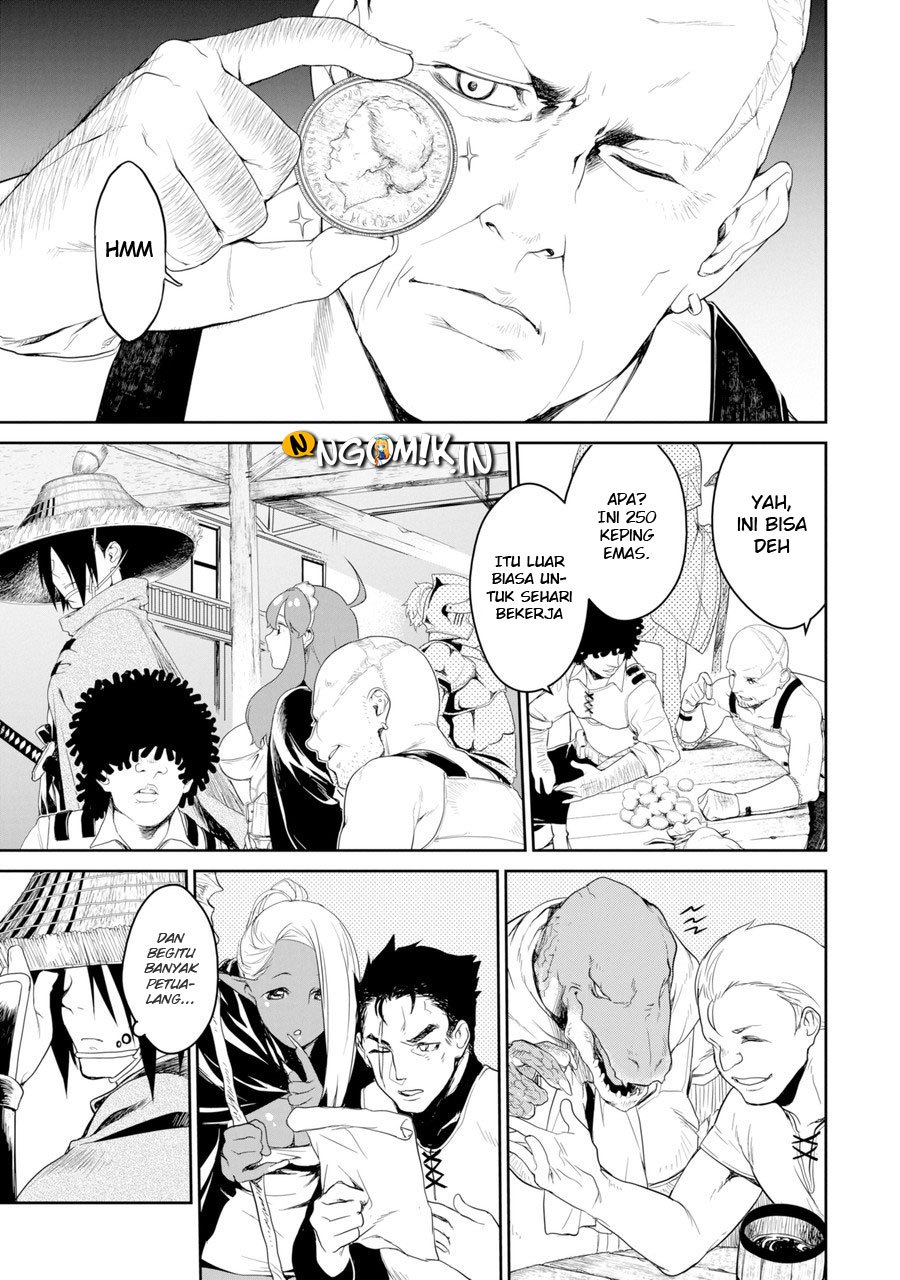 HMM
YAH,
INI BISA
DEH
APA?
INI 250
KEPING
EMAS.
ITU LUAR
BIASA UN-
TUK SEHARI
BEKERJA
NGOMIK.IN
DAN
BEGITU
BANYAK
PETUA-
LANG...